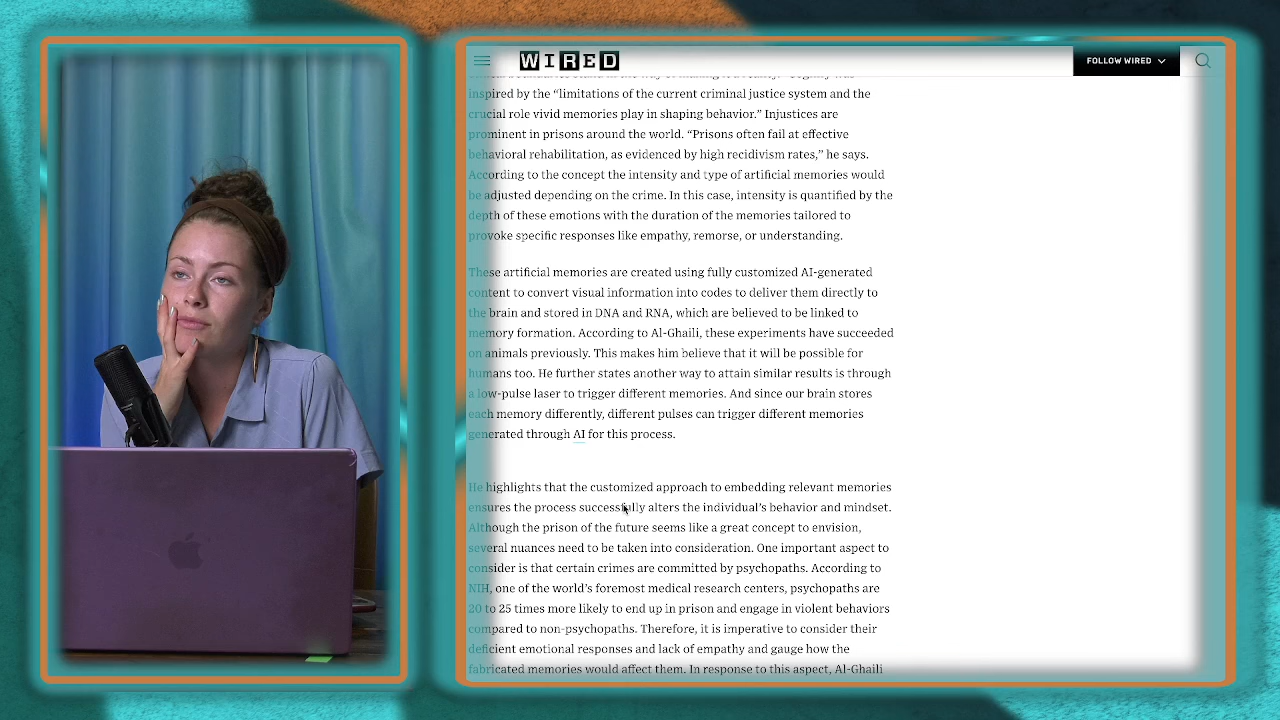 WIRED
FOLLOW WIRED
inspired by the “limitations of the current criminal justice system and the
crucial role vivid memories play in shaping behavior.” Injustices are
prominent in prisons around the world. “Prisons often fail at effective
behavioral rehabilitation, as evidenced by high recidivism rates,” he says.
According to the concept the intensity and type of artificial memories would
be adjusted depending on the crime. In this case, intensity is quantified by the
depth of these emotions with the duration of the memories tailored to
provoke specific responses like empathy, remorse, or understanding.
These artificial memories are created using fully customized AI-generated
content to convert visual information into codes to deliver them directly to
the brain and stored in DNA and RNA, which are believed to be linked to
memory formation. According to Al-Ghaili, these experiments have succeeded
on animals previously. This makes him believe that it will be possible for
humans too. He further states another way to attain similar results is through
a low-pulse laser to trigger different memories. And since our brain stores
each memory differently, different pulses can trigger different memories
generated through AI for this process.
He highlights that the customized approach to embedding relevant memories
ensures the process successfully alters the individual’s behavior and mindset.
Although the prison of the future seems like a great concept to envision,
several nuances need to be taken into consideration. One important aspect to
consider is that certain crimes are committed by psychopaths. According to
NIH, one of the world’s foremost medical research centers, psychopaths are
20 to 25 times more likely to end up in prison and engage in violent behaviors
compared to non-psychopaths. Therefore, it is imperative to consider their
deficient emotional responses and lack of empathy and gauge how the
fabricated memories would affect them. In response to this aspect, Al-Ghaili